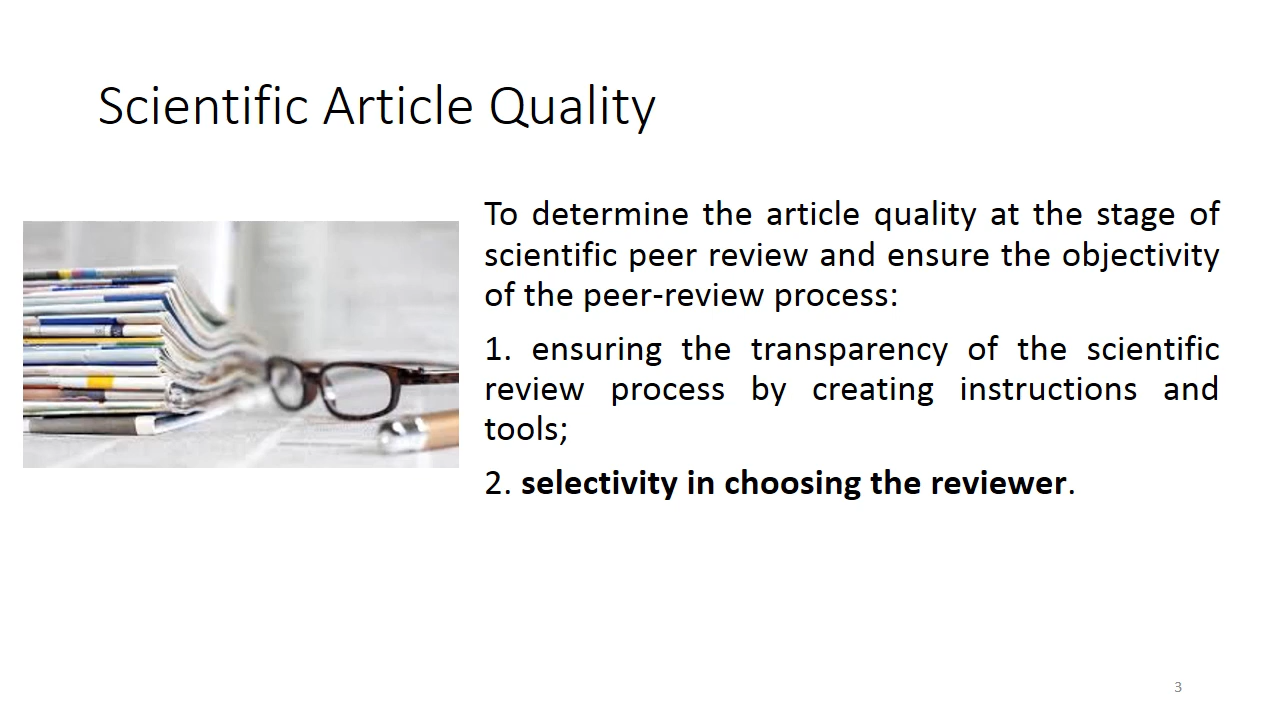 Scientific Article Quality
To determine the article quality at the stage of
scientific peer review and ensure the objectivity
of the peer-review process:
1. ensuring the transparency of the scientific
review process by creating instructions and
tools;
2. selectivity in choosing the reviewer.
3